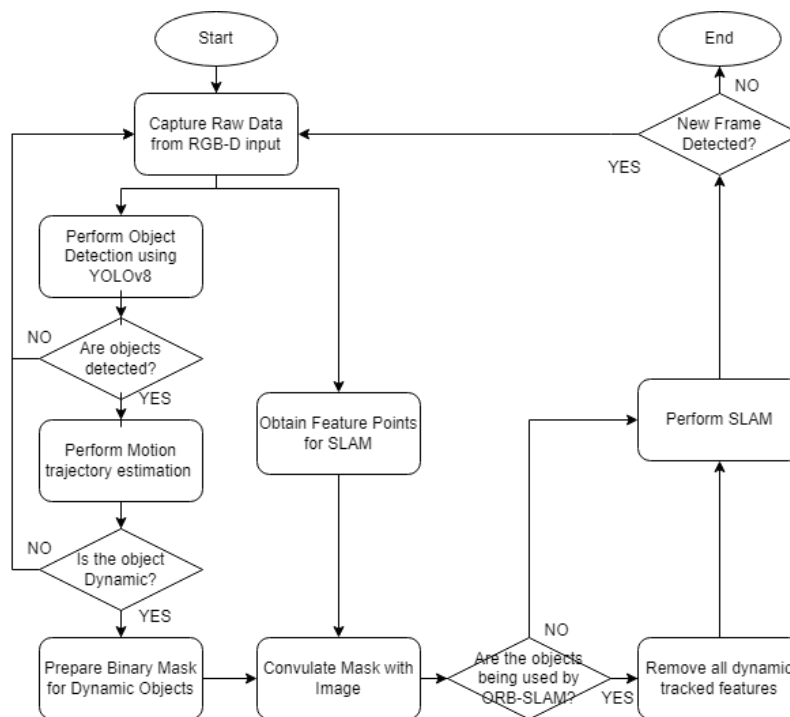 Start
End
Capture Raw Data
from RGB-D input
New Frame
Detected?
NO
YES
Perform Object
Detection using
YOLOv8
NO
Are objects
detected?
YES
Perform Motion
trajectory estimation
Obtain Feature Points
for SLAM
Perform SLAM
NO
Is the object
Dynamic?
YES
Prepare Binary Mask
for Dynamic Objects
Convulate Mask with
Image
NO
Are the objects
being used by
ORB-SLAM?
YES
Remove all dynamic
tracked features